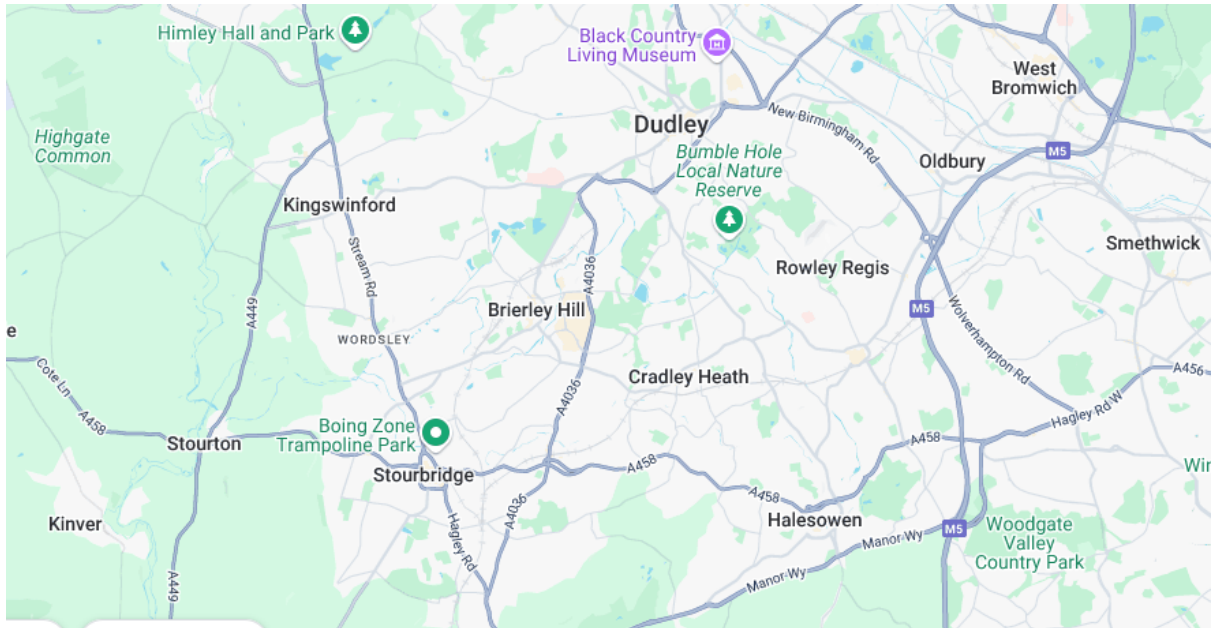 Himley Hall and Park
Black Country
Living Museum
West
Bromwich
Highgate
Common
Dudley
New Birmingham Rd
M5
Oldbury
Bumble Hole
Local Nature
Reserve
Kingswinford
Stream Rd
Smethwick
Rowley Regis
A4036
A449
Brierley Hill
M5
Wolverhampton Rd
e
WORDSLEY
Cote Ln
Cradley Heath
A456
A458
A4036
Hagley Rd W
Boing Zone
Trampoline Park
Stourton
A458
A458
Win
Stourbridge
A458
Kinver
A4036
Hagley Rd
Halesowen
M5
Woodgate
Valley
Country Park
Manor Wy
A449
Manor Wy